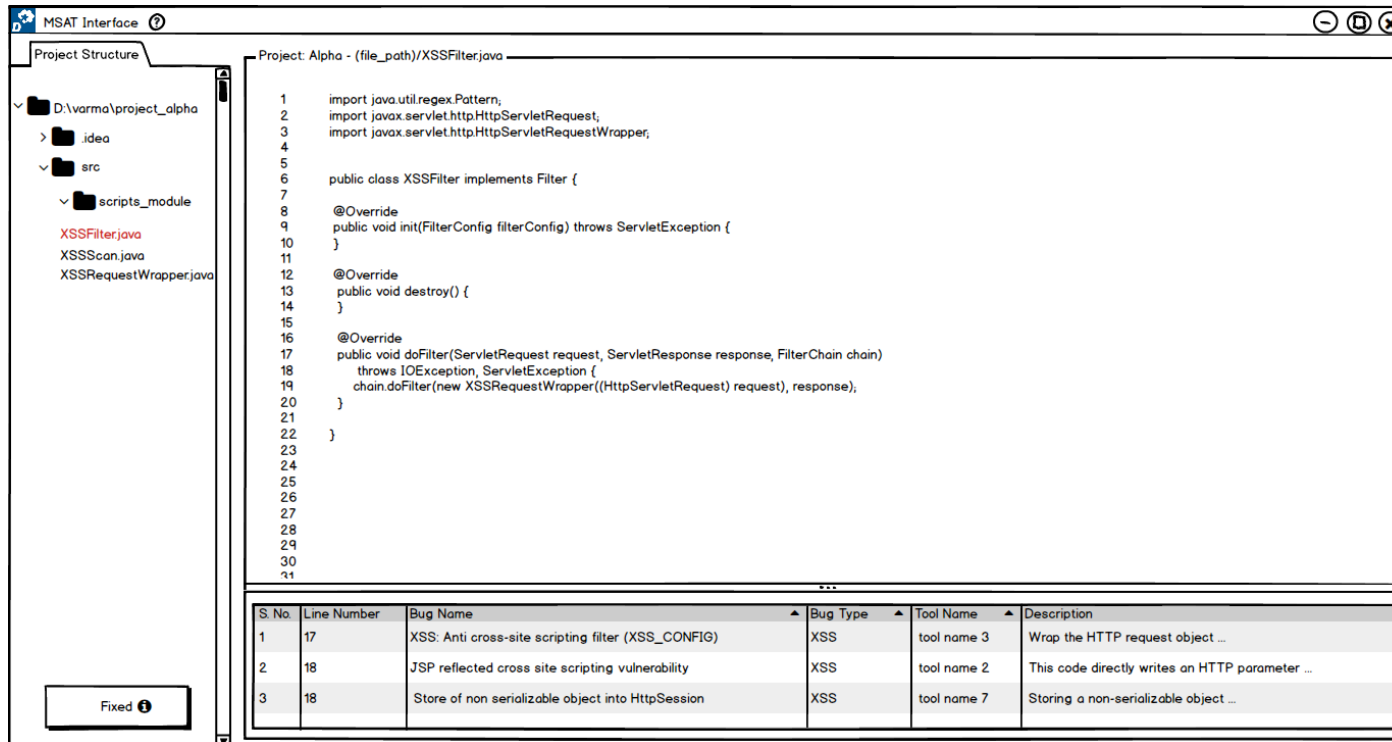 MSAT Interface ?
Project Structure
D:\varma\project_alpha
.idea
src
scripts_module
XSSFilter.java
XSSScan.java
XSSRequestWrapper.java
Fixed i
Project: Alpha - (file_path)/XSSFilter.java
1 import java.util.regex.Pattern;
2 import javax.servlet.http.HttpServletRequest;
3 import javax.servlet.http.HttpServletRequestWrapper;
4
5
6 public class XSSFilter implements Filter {
7
8 @Override
9 public void init(FilterConfig filterConfig) throws ServletException {
10 }
11
12 @Override
13 public void destroy() {
14 }
15
16 @Override
17 public void doFilter(ServletRequest request, ServletResponse response, FilterChain chain)
18 throws IOException, ServletException {
19 chain.doFilter(new XSSRequestWrapper((HttpServletRequest) request), response);
20 }
21
22 }
23
24
25
26
27
28
29
30
31
S. No. Line Number Bug Name Bug Type Tool Name Description
1 17 XSS: Anti cross-site scripting filter (XSS_CONFIG) XSS tool name 3 Wrap the HTTP request object ...
2 18 JSP reflected cross site scripting vulnerability XSS tool name 2 This code directly writes an HTTP parameter ...
3 18 Store of non serializable object into HttpSession XSS tool name 7 Storing a non-serializable object ...